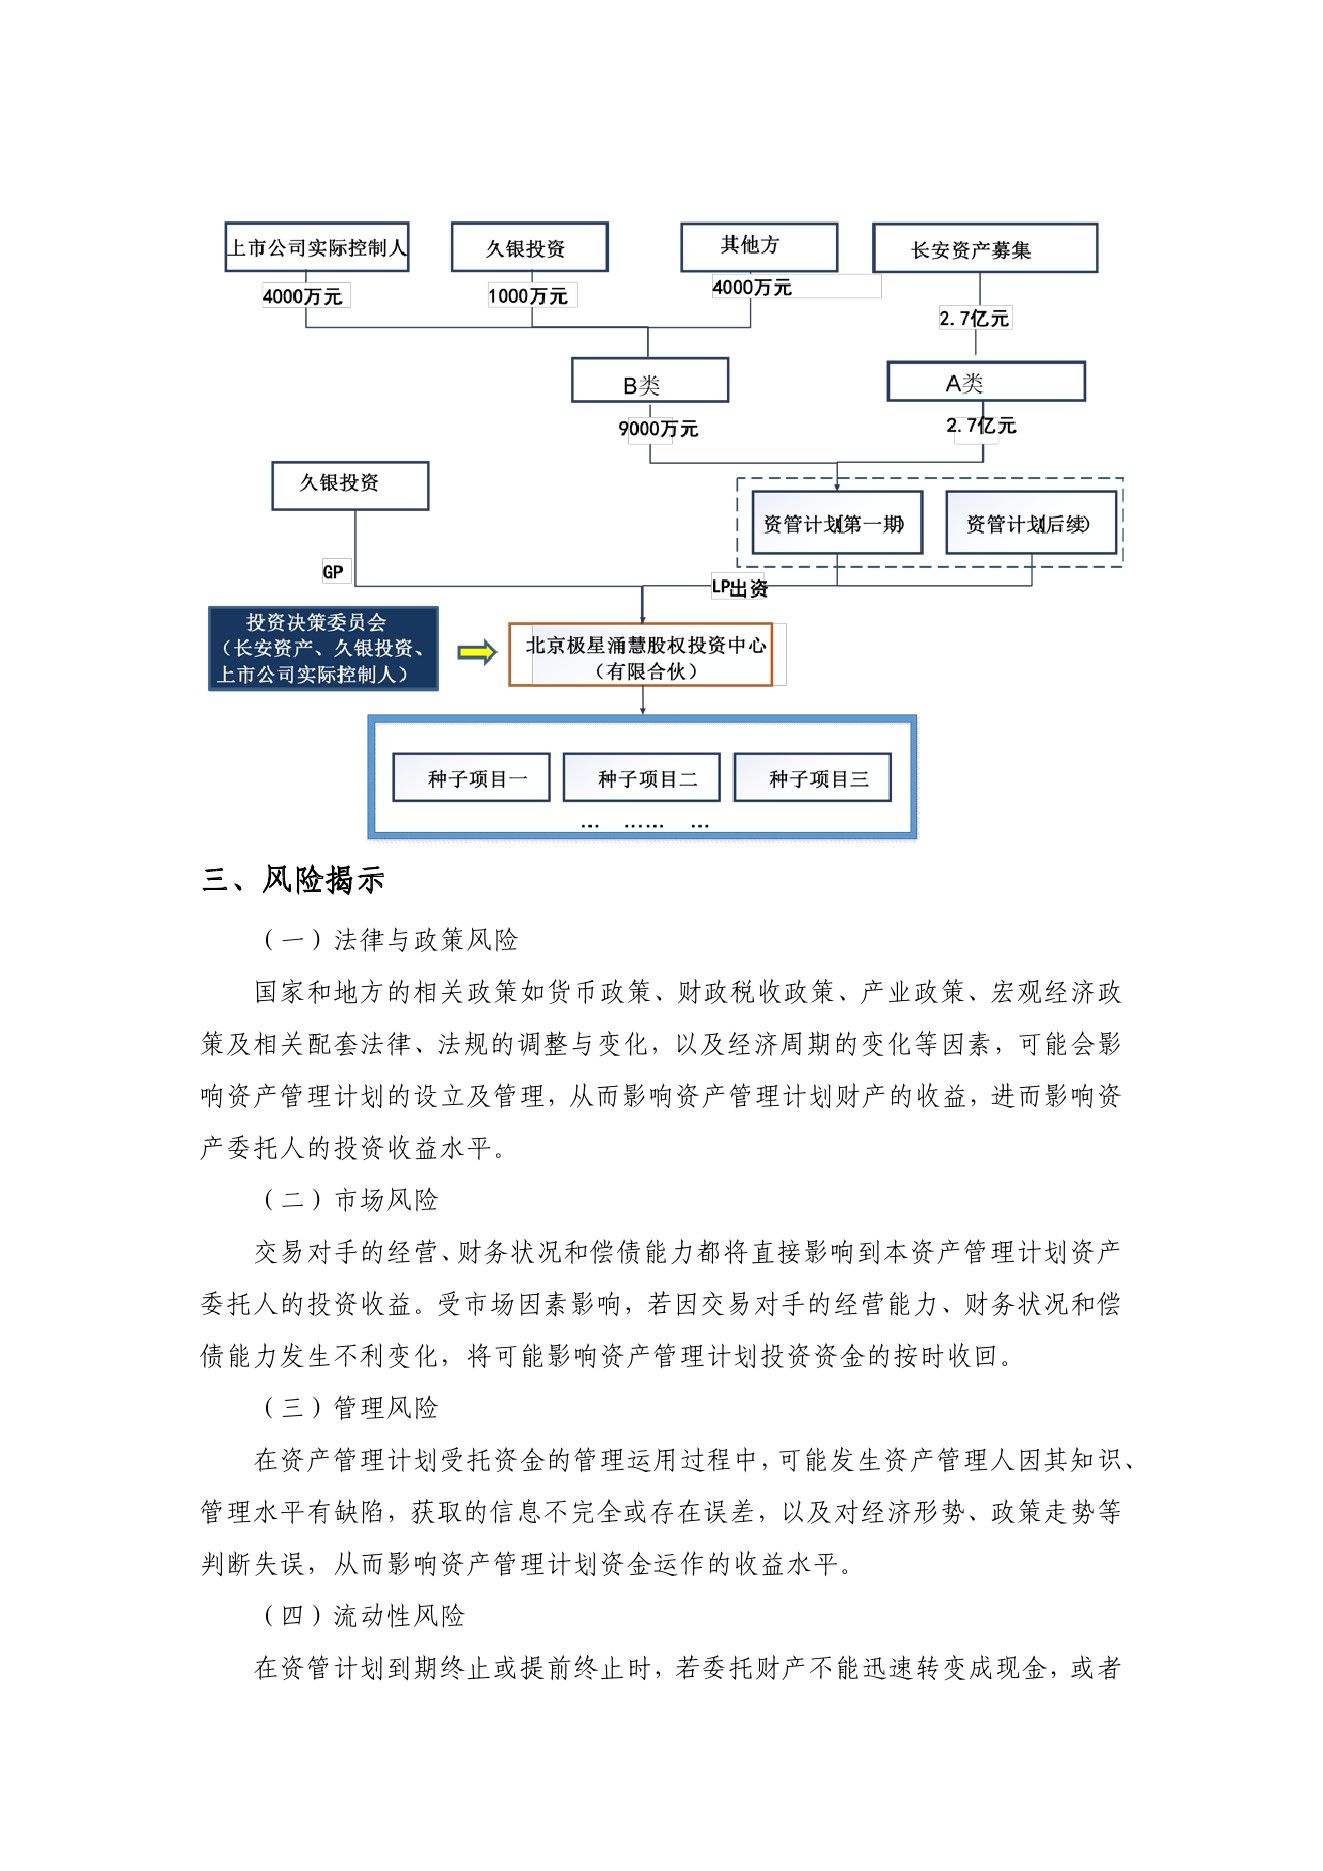 上市公司实际控制人
久银投资
其他方
长安资产募集
4000万元
1000万元
4000万元
2.7亿元
B类
A类
9000万元
2.7亿元
久银投资
资管计划(第一期)
资管计划(后续)
GP
LP出资
投资决策委员会
（长安资产、久银投资、
上市公司实际控制人）
北京极星涌慧股权投资中心
（有限合伙）
种子项目一
种子项目二
种子项目三
… …… …
三、风险揭示
（一）法律与政策风险
国家和地方的相关政策如货币政策、财政税收政策、产业政策、宏观经济政
策及相关配套法律、法规的调整与变化，以及经济周期的变化等因素，可能会影
响资产管理计划的设立及管理，从而影响资产管理计划财产的收益，进而影响资
产委托人的投资收益水平。
（二）市场风险
交易对手的经营、财务状况和偿债能力都将直接影响到本资产管理计划资产
委托人的投资收益。受市场因素影响，若因交易对手的经营能力、财务状况和偿
债能力发生不利变化，将可能影响资产管理计划投资资金的按时收回。
（三）管理风险
在资产管理计划受托资金的管理运用过程中，可能发生资产管理人因其知识、
管理水平有缺陷，获取的信息不完全或存在误差，以及对经济形势、政策走势等
判断失误，从而影响资产管理计划资金运作的收益水平。
（四）流动性风险
在资管计划到期终止或提前终止时，若委托财产不能迅速转变成现金，或者